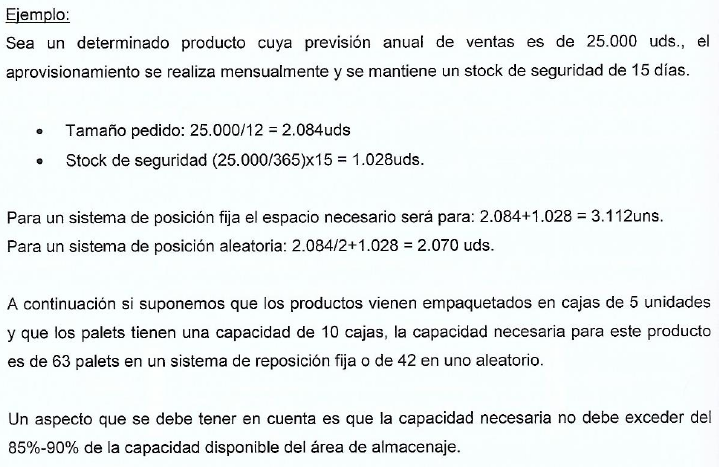 Ejemplo:
Sea un determinado producto cuya previsión anual de ventas es de 25.000 uds., el
aprovisionamiento se realiza mensualmente y se mantiene un stock de seguridad de 15 días.
• Tamaño pedido: 25.000/12 = 2.084uds
• Stock de seguridad (25.000/365)x15 = 1.028uds.
Para un sistema de posición fija el espacio necesario será para: 2.084+1.028 = 3.112uns.
Para un sistema de posición aleatoria: 2.084/2+1.028 = 2.070 uds.
A continuación si suponemos que los productos vienen empaquetados en cajas de 5 unidades
y que los palets tienen una capacidad de 10 cajas, la capacidad necesaria para este producto
es de 63 palets en un sistema de reposición fija o de 42 en uno aleatorio.
Un aspecto que se debe tener en cuenta es que la capacidad necesaria no debe exceder del
85%-90% de la capacidad disponible del área de almacenaje.